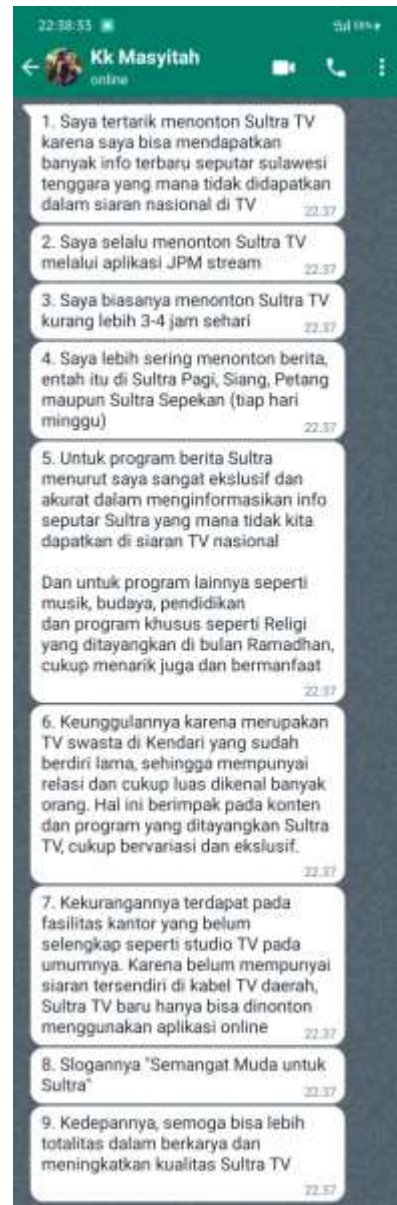 22:38:33
Kk Masyitah
online
1. Saya tertarik menonton Sultra TV
karena saya bisa mendapatkan
banyak info terbaru seputar sulawesi
tenggara yang mana tidak didapatkan
dalam siaran nasional di TV
22.37
2. Saya selalu menonton Sultra TV
melalui aplikasi JPM stream
22.37
3. Saya biasanya menonton Sultra TV
kurang lebih 3-4 jam sehari
22.37
4. Saya lebih sering menonton berita,
entah itu di Sultra Pagi, Siang, Petang
maupun Sultra Sepekan (tiap hari
minggu)
22.37
5. Untuk program berita Sultra
menurut saya sangat ekslusif dan
akurat dalam menginformasikan info
seputar Sultra yang mana tidak kita
dapatkan di siaran TV nasional
Dan untuk program lainnya seperti
musik, budaya, pendidikan
dan program khusus seperti Religi
yang ditayangkan di bulan Ramadhan,
cukup menarik juga dan bermanfaat
22.37
6. Keunggulannya karena merupakan
TV swasta di Kendari yang sudah
berdiri lama, sehingga mempunyai
relasi dan cukup luas dikenal banyak
orang. Hal ini berimpak pada konten
dan program yang ditayangkan Sultra
TV, cukup bervariasi dan ekslusif.
22.37
7. Kekurangannya terdapat pada
fasilitas kantor yang belum
selengkap seperti studio TV pada
umumnya. Karena belum mempunyai
siaran tersendiri di kabel TV daerah,
Sultra TV baru hanya bisa dinonton
menggunakan aplikasi online
22.37
8. Slogannya "Semangat Muda untuk
Sultra"
22.37
9. Kedepannya, semoga bisa lebih
totalitas dalam berkarya dan
meningkatkan kualitas Sultra TV
22.37